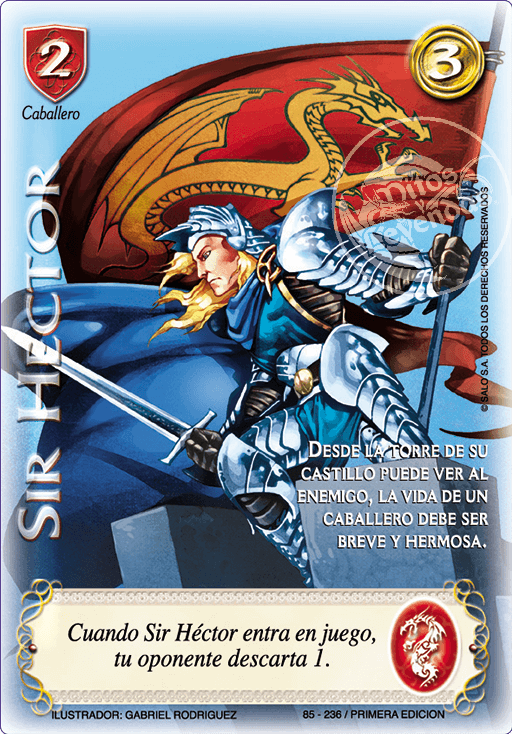 2
3
Caballero
SIR HECTOR
Mitos
Leyendas
© SALO S.A. TODOS LOS DERECHOS RESERVADOS
DESDE LA TORRE DE SU
CASTILLO PUEDE VER AL
ENEMIGO, LA VIDA DE UN
CABALLERO DEBE SER
BREVE Y HERMOSA.
Cuando Sir Héctor entra en juego,
tu oponente descarta 1.
ILUSTRADOR: GABRIEL RODRIGUEZ
85 - 236 / PRIMERA EDICION